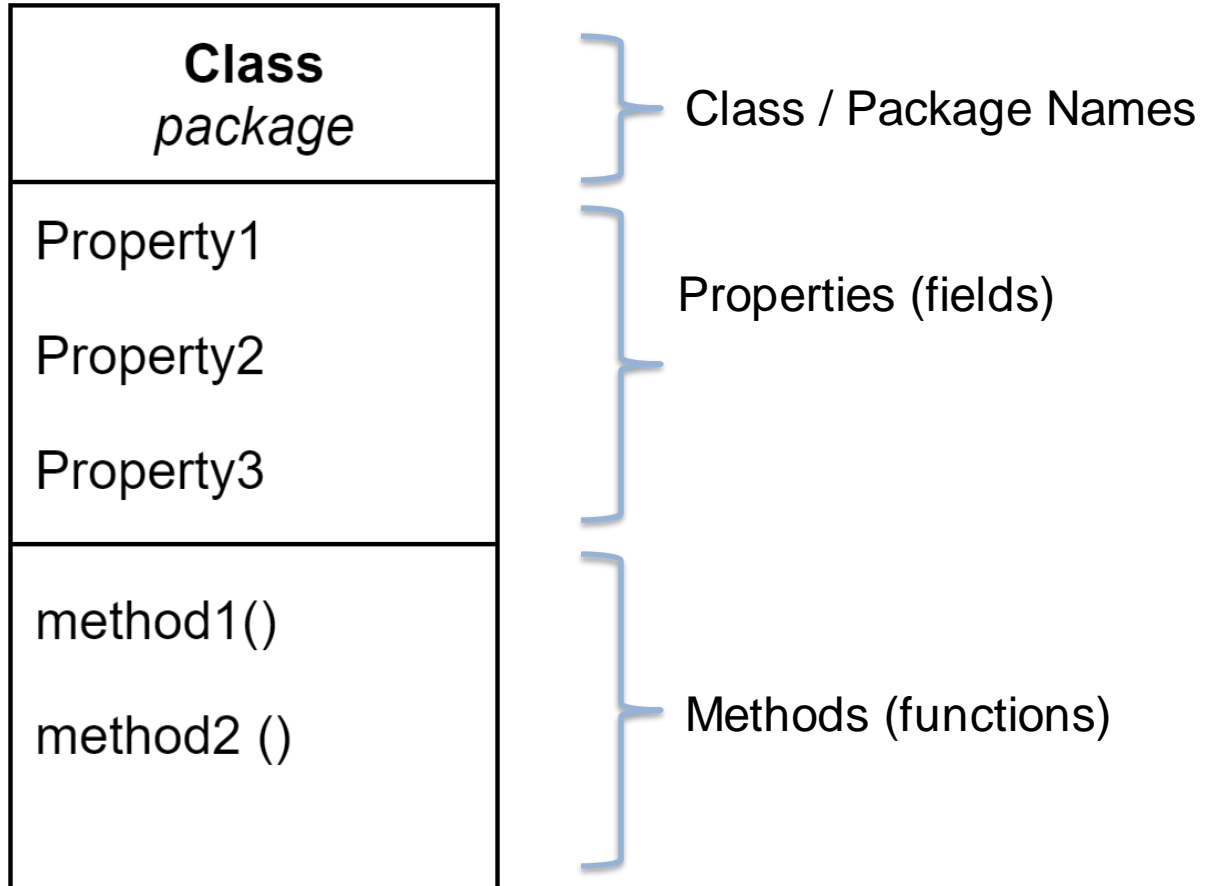 Class
package
Class / Package Names
Property1
Property2
Property3
Properties (fields)
method1()
method2 ()
Methods (functions)